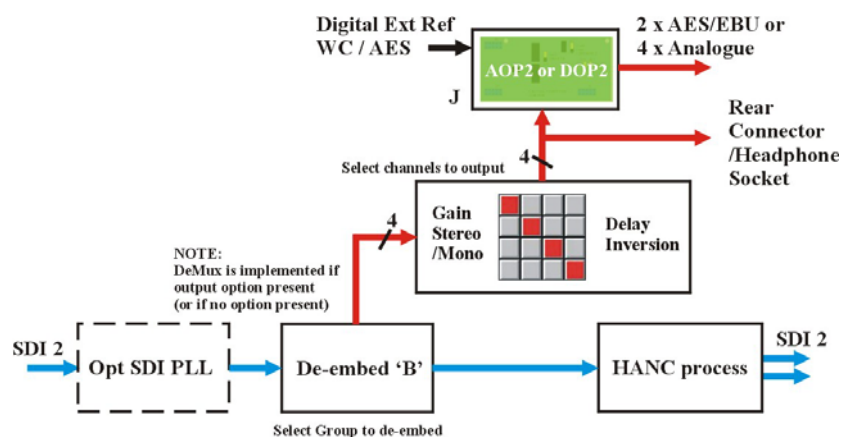 Digital Ext Ref
WC / AES
2 x AES/EBU or
4 x Analogue
AOP2 or DOP2
J
Rear
Connector
/Headphone
Socket
4
Select channels to output
Gain
Stereo
/Mono
Delay
Inversion
4
NOTE:
DeMux is implemented if
output option present
(or if no option present)
SDI 2
Opt SDI PLL
De-embed ‘B’
HANC process
SDI 2
Select Group to de-embed